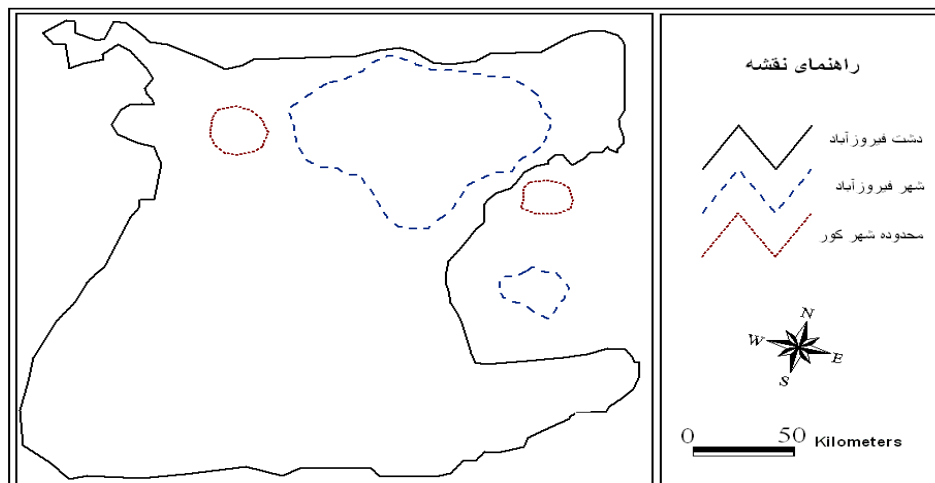 راهنمای نقشه
دشت فیروزآباد
شهر فیروزآباد
محدوده شهر کور
N
W
E
S
0 50 Kilometers